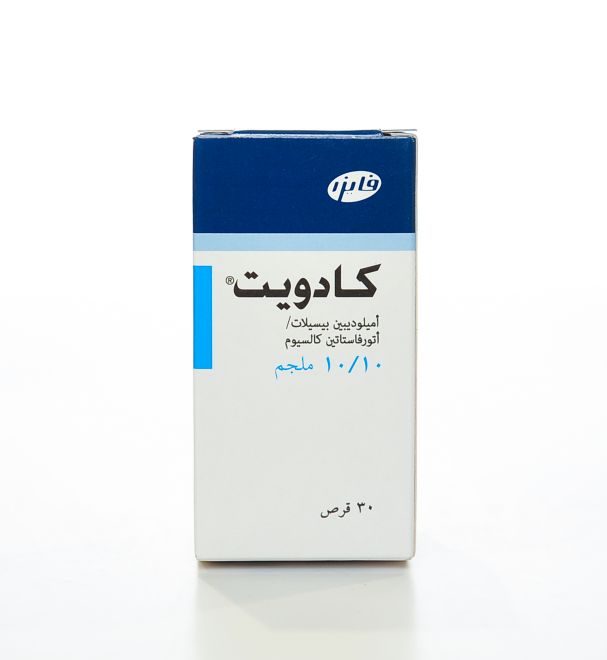 فايزر
كادويت®
أميلوديبين بيسيلات/
أتورفاستاتين كالسيوم
١٠/١٠ ملجم
٣٠ قرص